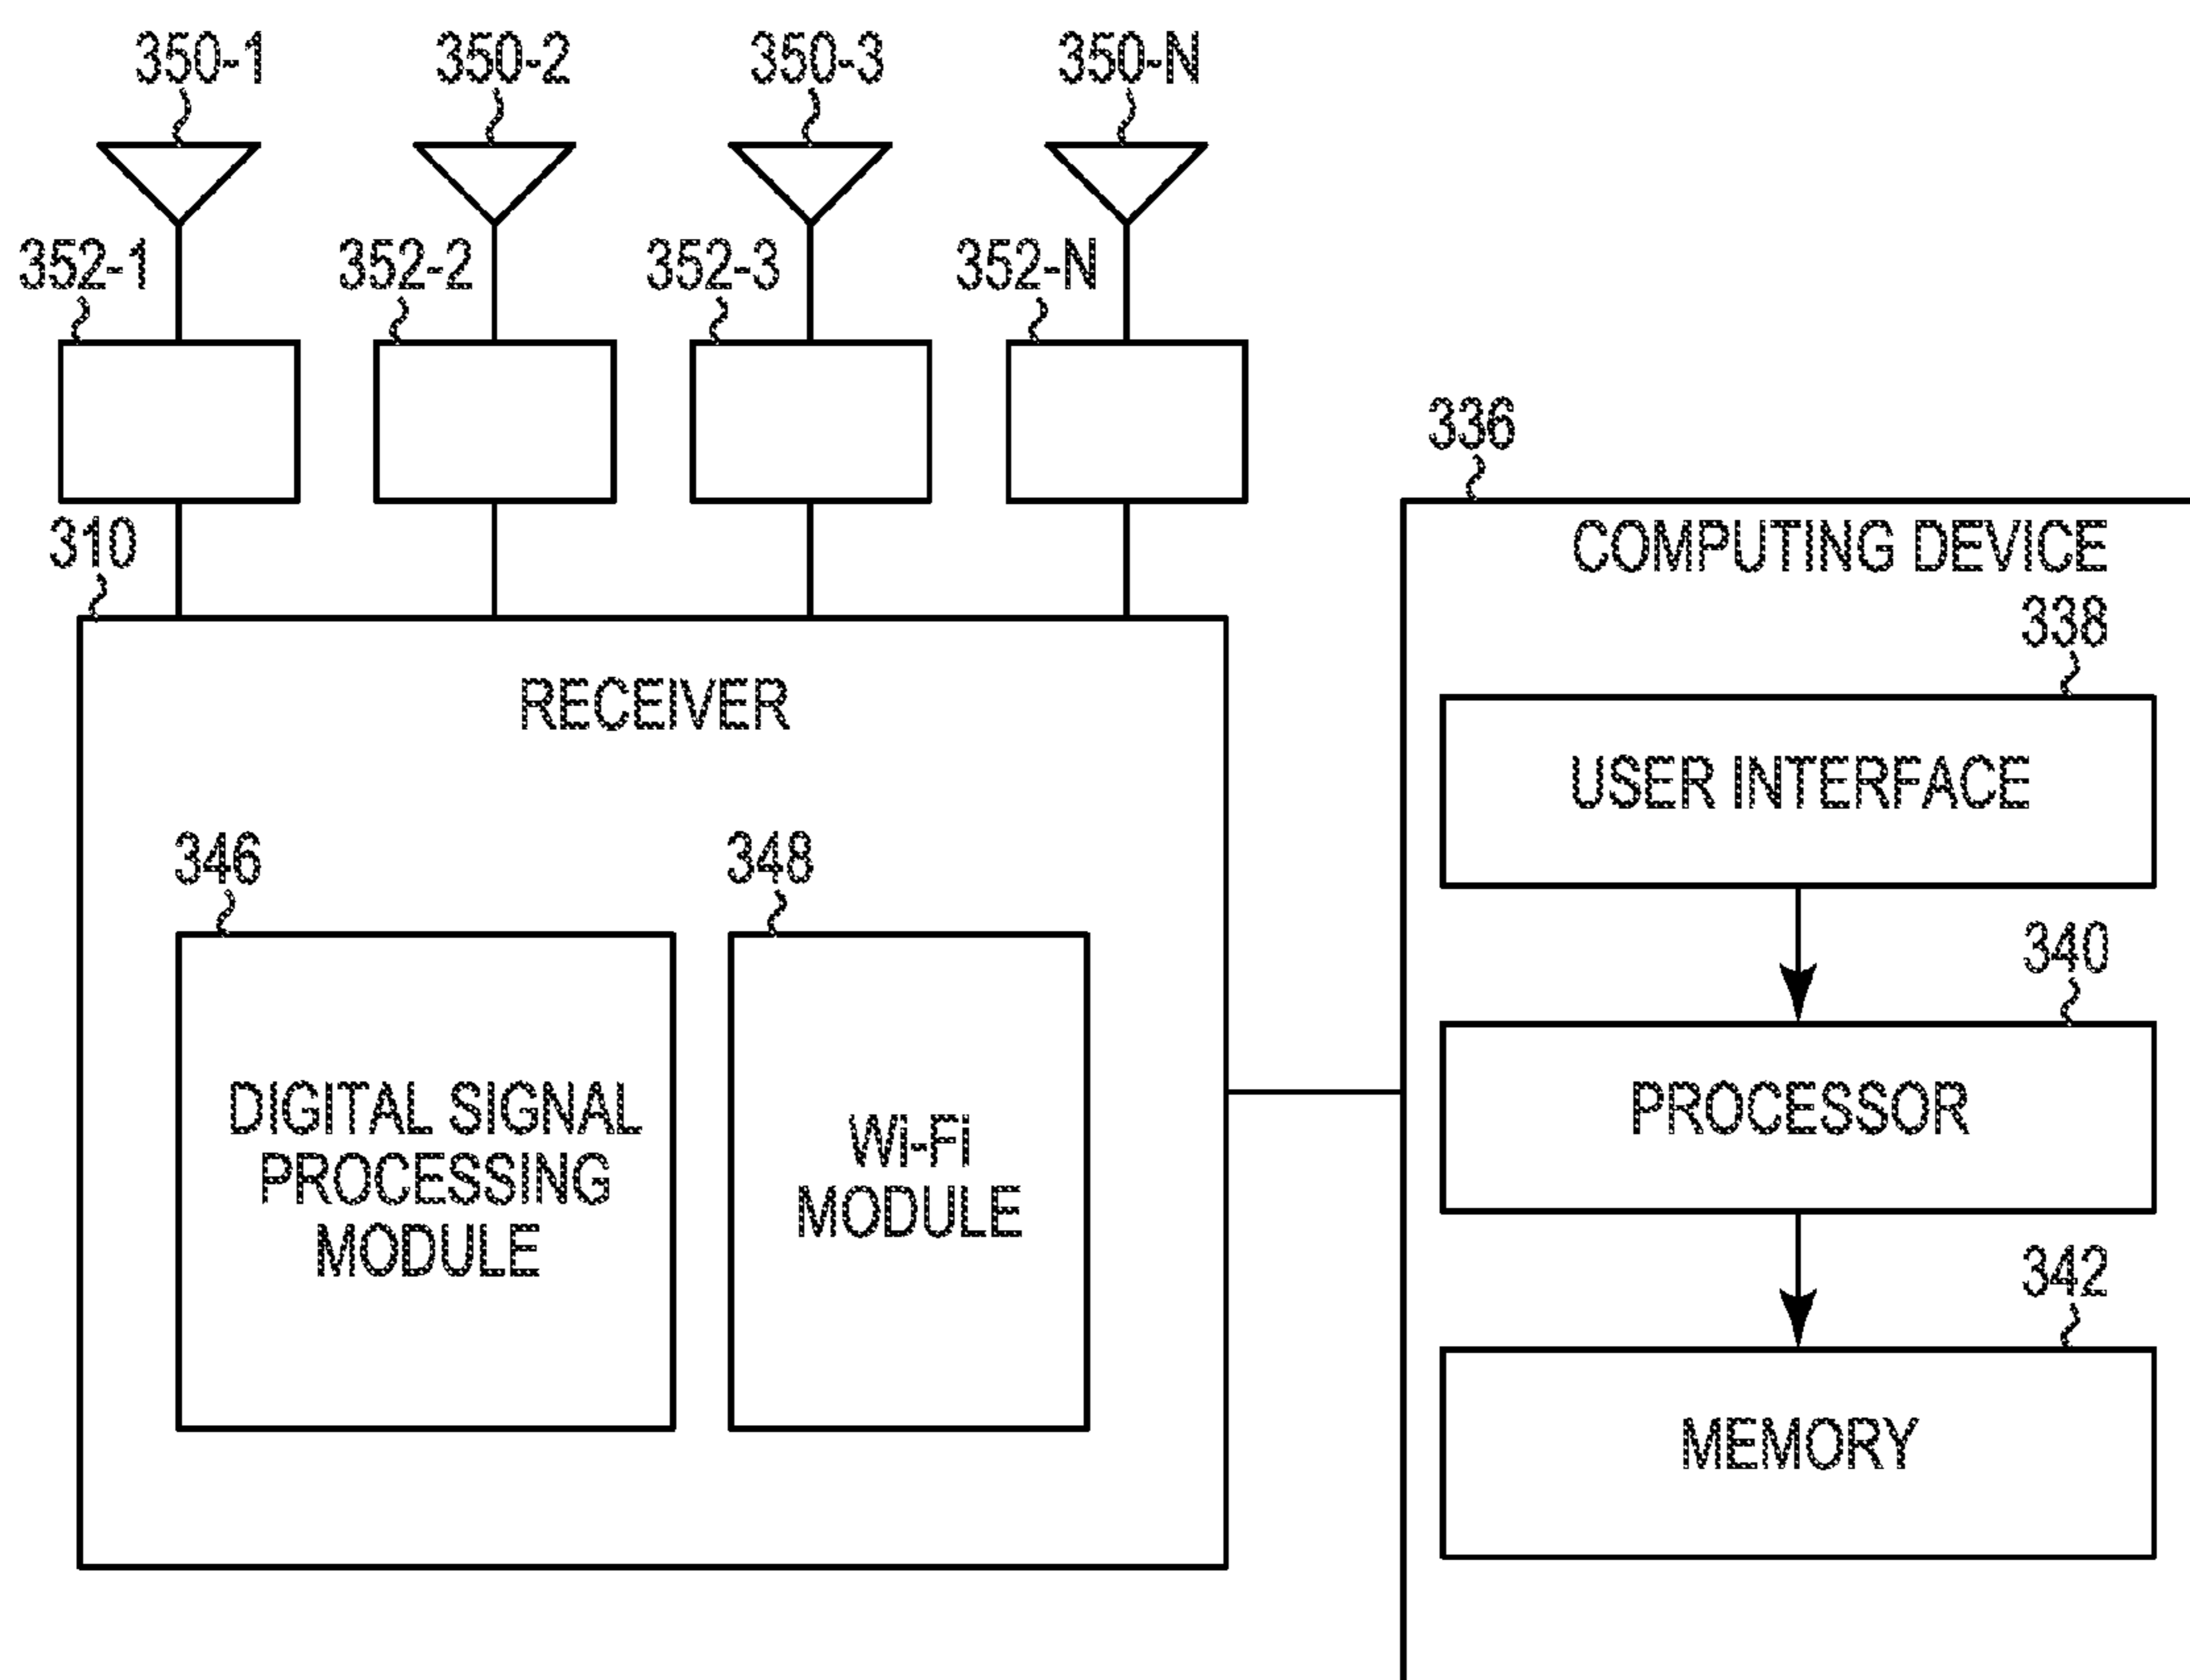 350-1 350-2 350-3 350-N
352-1 352-2 352-3 352-N
310
RECEIVER
346
DIGITAL SIGNAL
PROCESSING
MODULE
348
Wi-Fi
MODULE
336
COMPUTING DEVICE
338
USER INTERFACE
340
PROCESSOR
342
MEMORY